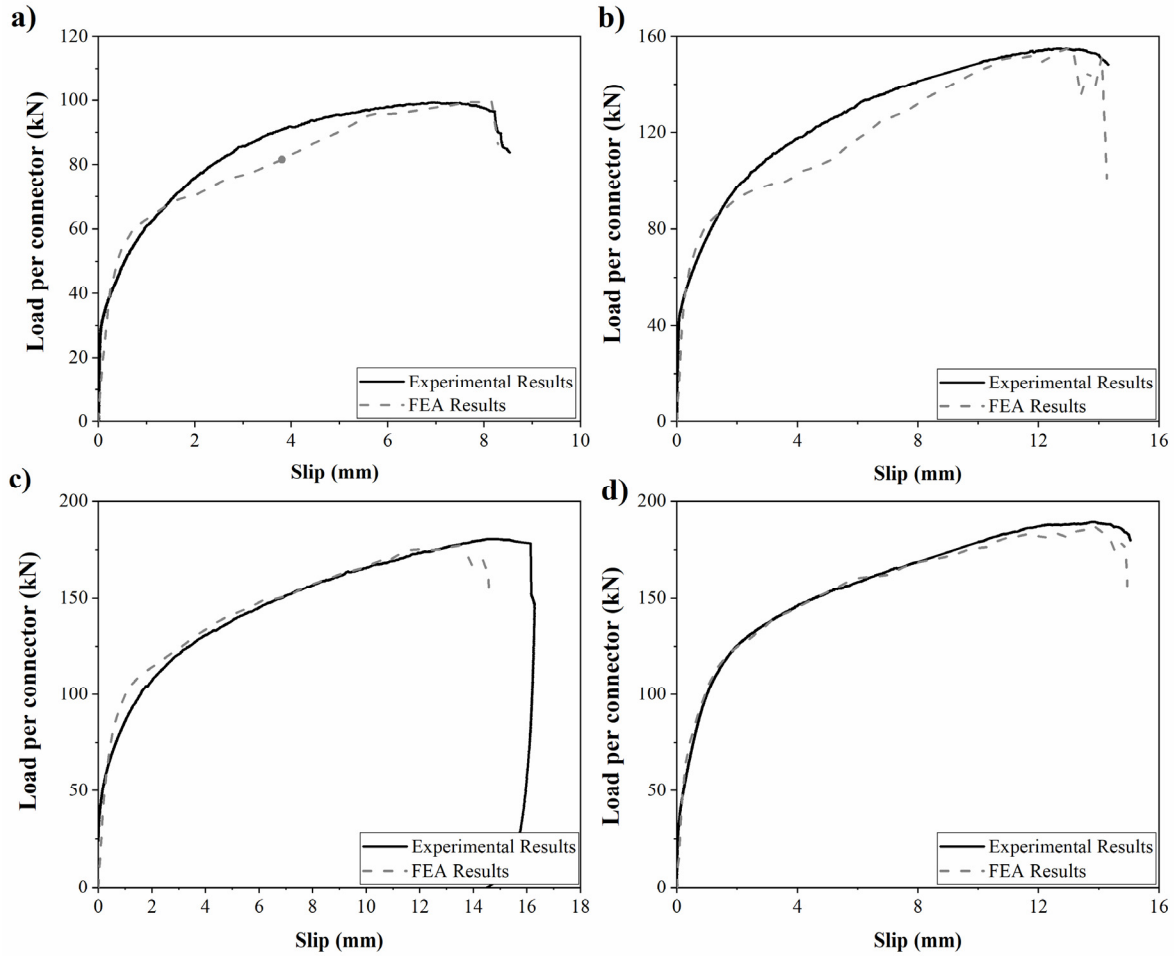 a)
120
100
80
60
40
20
0
Load per connector (kN)
Experimental Results
FEA Results
0 2 4 6 8 10
Slip (mm)
b)
160
120
80
40
0
Load per connector (kN)
Experimental Results
FEA Results
0 4 8 12 16
Slip (mm)
c)
200
150
100
50
0
Load per connector (kN)
Experimental Results
FEA Results
0 2 4 6 8 10 12 14 16 18
Slip (mm)
d)
200
150
100
50
0
Load per connector (kN)
Experimental Results
FEA Results
0 4 8 12 16
Slip (mm)